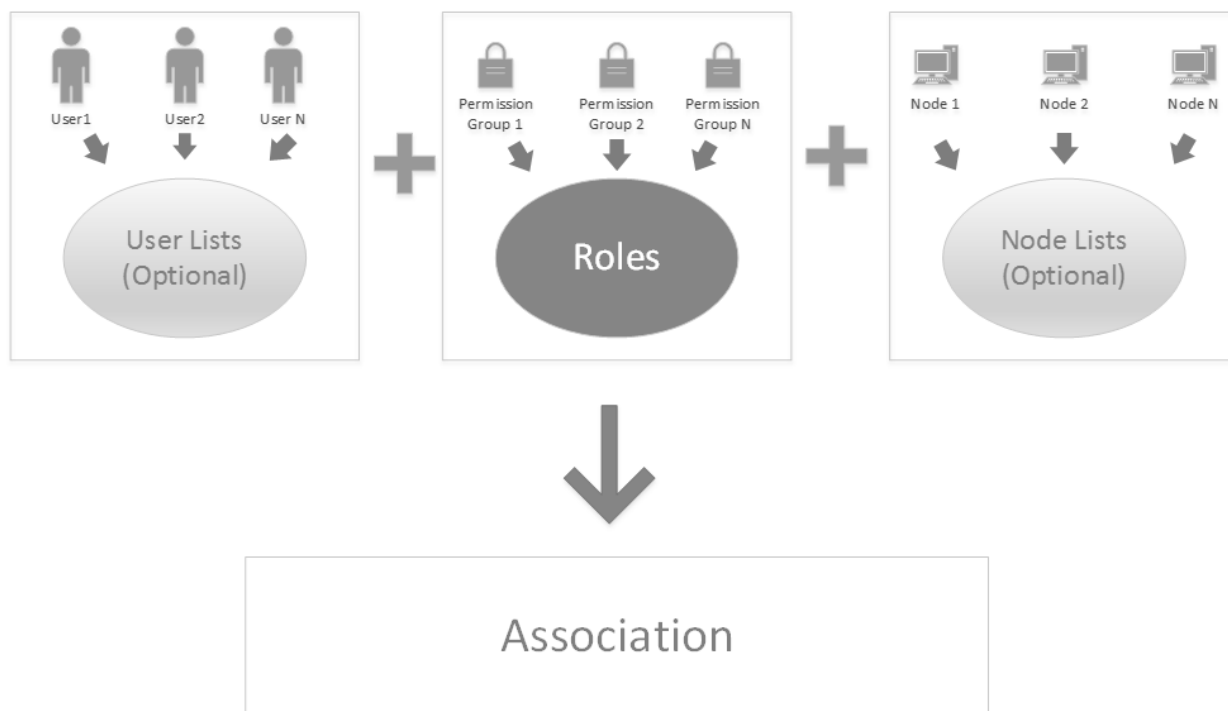 User1
User2
User N
User Lists
(Optional)
Permission
Group 1
Permission
Group 2
Permission
Group N
Roles
Node 1
Node 2
Node N
Node Lists
(Optional)
Association